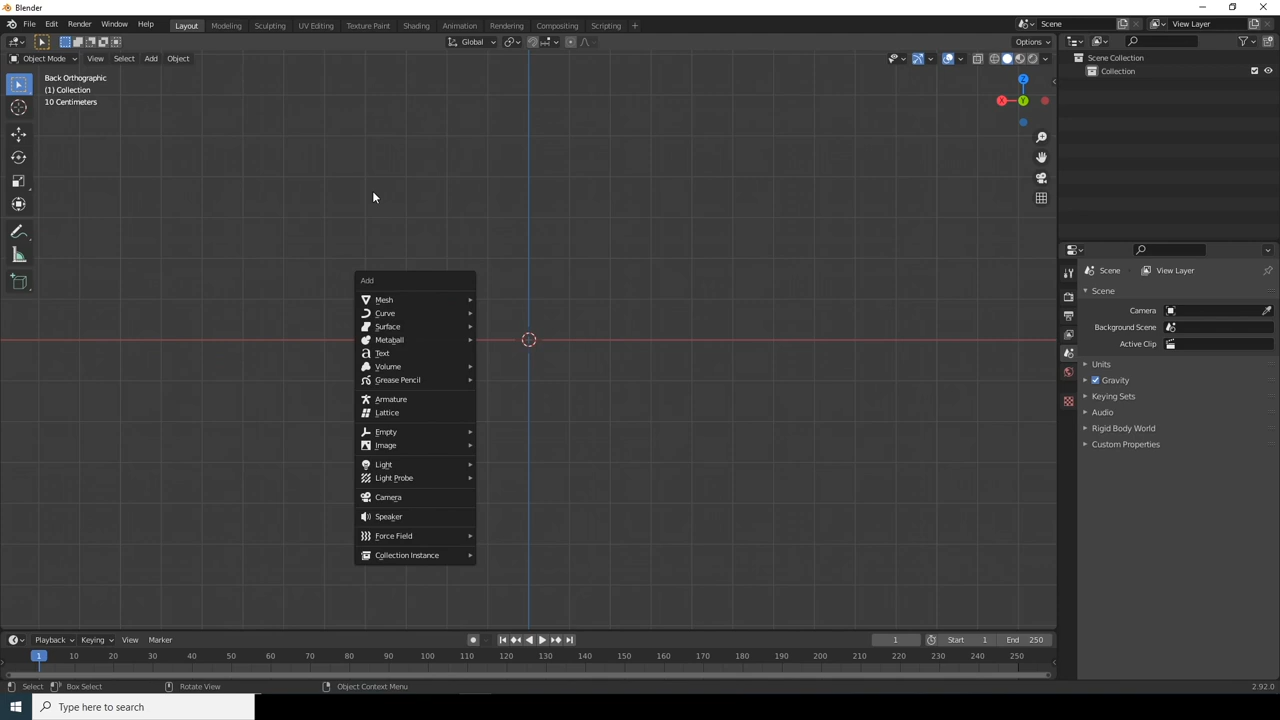 Blender
File Edit Render Window Help Layout Modeling Sculpting UV Editing Texture Paint Shading Animation Rendering Compositing Scripting + Scene View Layer
Global Options
Object Mode View Select Add Object
Back Orthographic
(1) Collection
10 Centimeters
Z
X Y
Scene Collection
Collection
Scene View Layer
Scene
Camera
Background Scene
Active Clip
Units
Gravity
Keying Sets
Audio
Rigid Body World
Custom Properties
Add
Mesh
Curve
Surface
Metaball
Text
Volume
Grease Pencil
Armature
Lattice
Empty
Image
Light
Light Probe
Camera
Speaker
Force Field
Collection Instance
Playback Keying View Marker 1 Start 1 End 250
1 10 20 30 40 50 60 70 80 90 100 110 120 130 140 150 160 170 180 190 200 210 220 230 240 250
Select Box Select Rotate View Object Context Menu 2.92.0
Type here to search